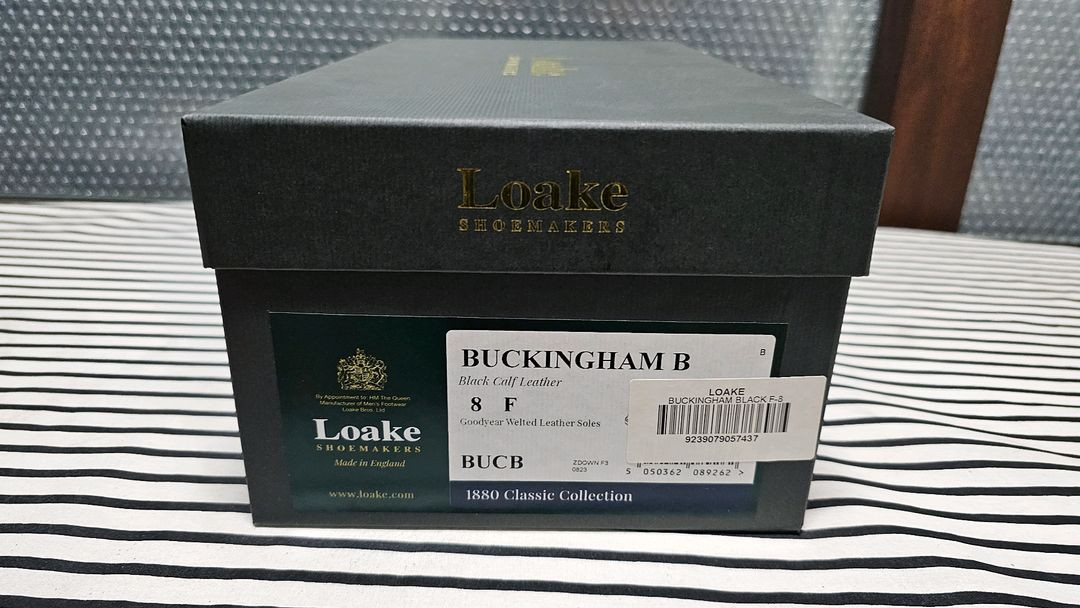 Loake
SHOEMAKERS
By Appointment to HM The Queen
Manufacturer of Men's Footwear
Loake Bros. Ltd
Loake
SHOEMAKERS
Made in England
www.loake.com
BUCKINGHAM B
B
Black Calf Leather
8 F
Goodyear Welted Leather Soles
BUCB
ZDOWN F3
0823
5 050362 089262 >
1880 Classic Collection
LOAKE
BUCKINGHAM BLACK F-8
9239079057437